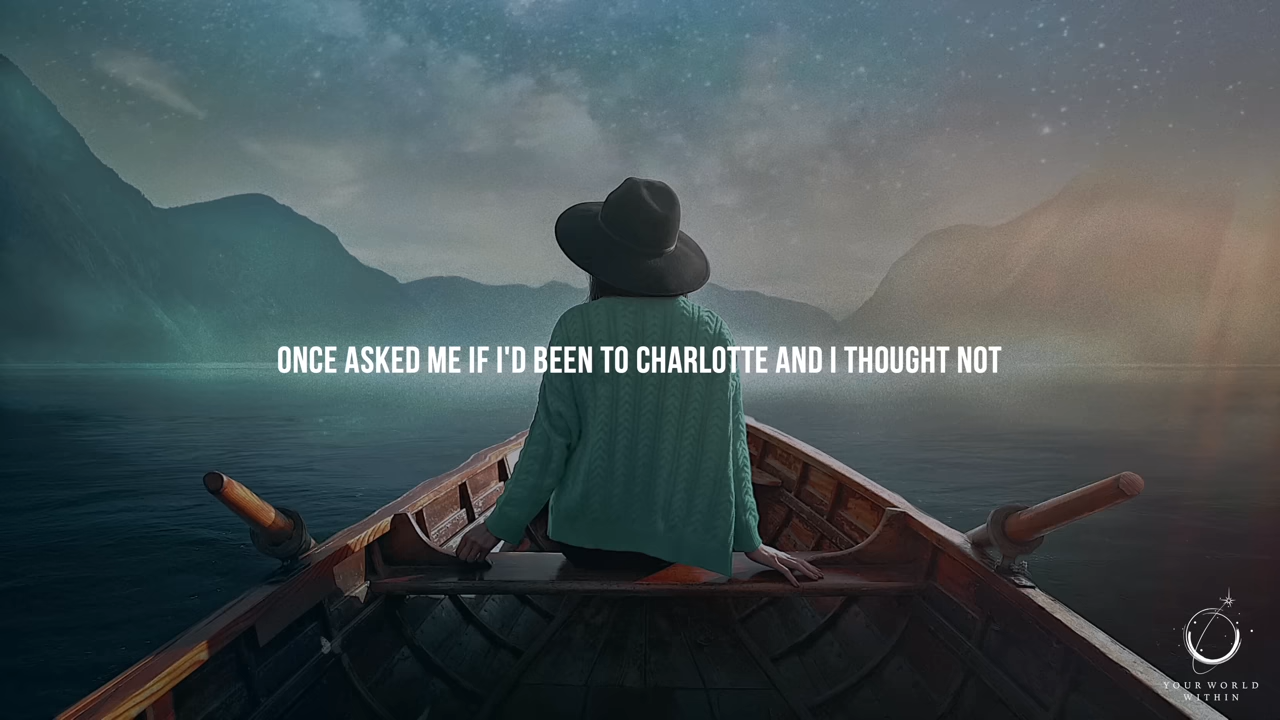 ONCE ASKED ME IF I'D BEEN TO CHARLOTTE AND I THOUGHT NOT
YOUR WORLD
WITHIN